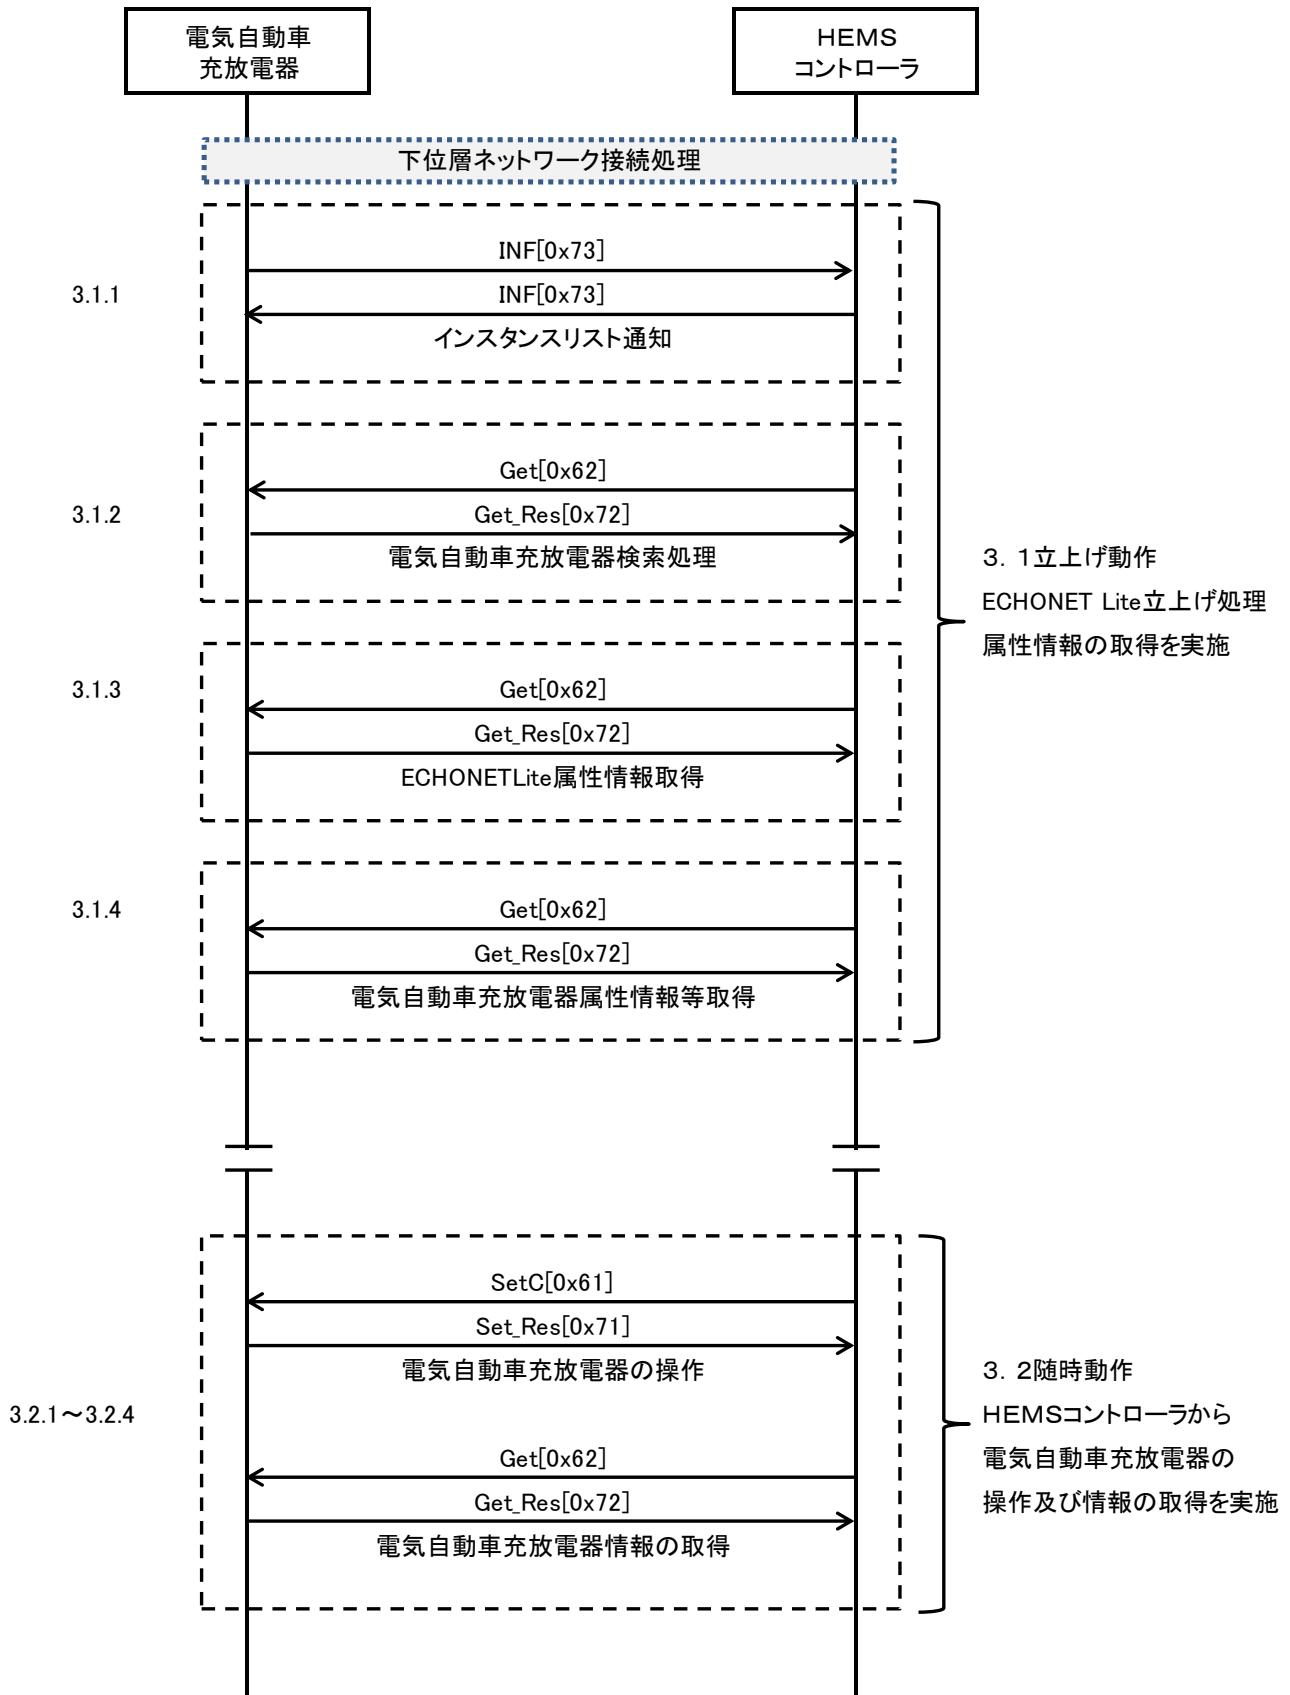 電気自動車
充放電器
ＨＥＭＳ
コントローラ
下位層ネットワーク接続処理
3.1.1
INF[0x73]
INF[0x73]
インスタンスリスト通知
3.1.2
Get[0x62]
Get_Res[0x72]
電気自動車充放電器検索処理
3．1立上げ動作
ECHONET Lite立上げ処理
属性情報の取得を実施
3.1.3
Get[0x62]
Get_Res[0x72]
ECHONETLite属性情報取得
3.1.4
Get[0x62]
Get_Res[0x72]
電気自動車充放電器属性情報等取得
3.2.1～3.2.4
SetC[0x61]
Set_Res[0x71]
電気自動車充放電器の操作
Get[0x62]
Get_Res[0x72]
電気自動車充放電器情報の取得
3．2随時動作
ＨＥＭＳコントローラから
電気自動車充放電器の
操作及び情報の取得を実施